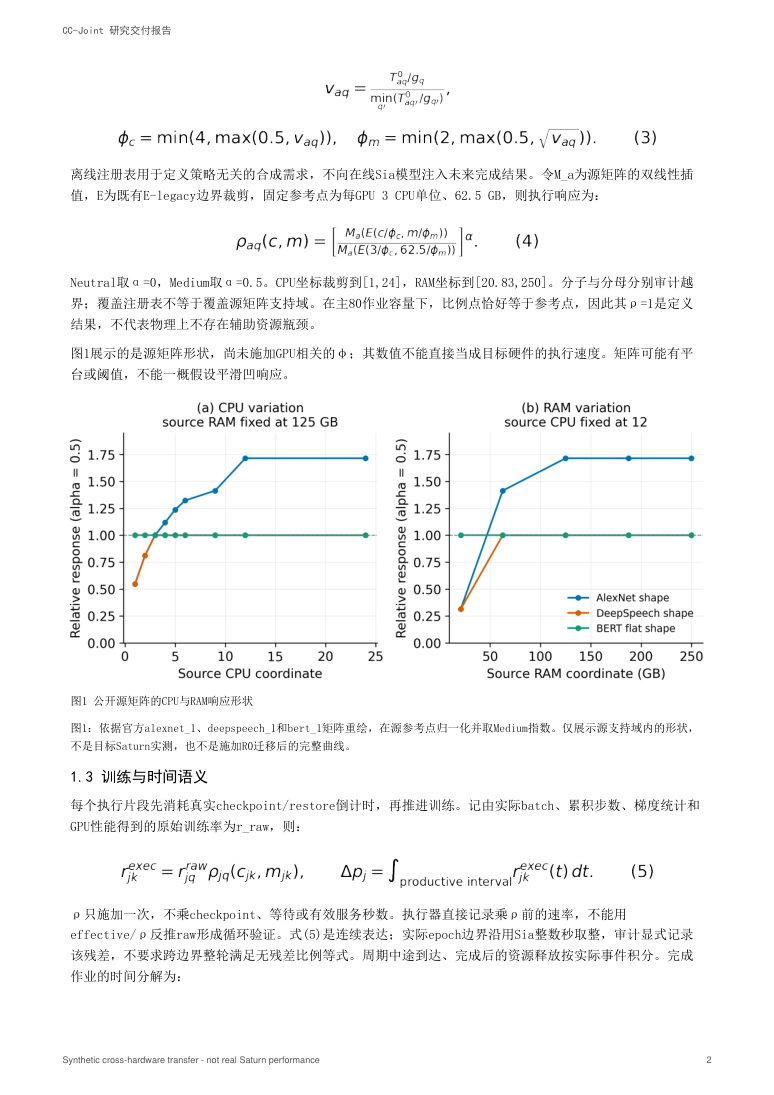 CC-Joint 研究交付报告
v_{aq} = \frac{T^0_{aq}/g_q}{\min_{q'}(T^0_{aq'}/g_{q'})},
ϕ_c = min(4, max(0.5, v_{aq})), ϕ_m = min(2, max(0.5, \sqrt{v_{aq}})). (3)
离线注册表用于定义策略无关的合成需求，不向在线Sia模型注入未来完成结果。令M_a为源矩阵的双线性插
值，E为既有E-legacy边界裁剪，固定参考点为每GPU 3 CPU单位、62.5 GB，则执行响应为：
ρ_{aq}(c, m) = \left[\frac{M_a(E(c/ϕ_c, m/ϕ_m))}{M_a(E(3/ϕ_c, 62.5/ϕ_m))}\right]^α. (4)
Neutral取α=0，Medium取α=0.5。CPU坐标裁剪到[1,24]，RAM坐标到[20.83,250]。分子与分母分别审计越
界；覆盖注册表不等于覆盖源矩阵支持域。在主80作业容量下，比例点恰好等于参考点，因此其ρ=1是定义
结果，不代表物理上不存在辅助资源瓶颈。
图1展示的是源矩阵形状，尚未施加GPU相关的φ；其数值不能直接当成目标硬件的执行速度。矩阵可能有平
台或阈值，不能一概假设平滑凹响应。
(a) CPU variation
source RAM fixed at 125 GB
Relative response (alpha = 0.5)
1.75
1.50
1.25
1.00
0.75
0.50
0.25
0.00
0 5 10 15 20 25
Source CPU coordinate
(b) RAM variation
source CPU fixed at 12
Relative response (alpha = 0.5)
1.75
1.50
1.25
1.00
0.75
0.50
0.25
0.00
AlexNet shape
DeepSpeech shape
BERT flat shape
50 100 150 200 250
Source RAM coordinate (GB)
图1 公开源矩阵的CPU与RAM响应形状
图1：依据官方alexnet_1、deepspeech_1和bert_1矩阵重绘，在源参考点归一化并取Medium指数。仅展示源支持域内的形状，
不是目标Saturn实测，也不是施加R0迁移后的完整曲线。
1.3 训练与时间语义
每个执行片段先消耗真实checkpoint/restore倒计时，再推进训练。记由实际batch、累积步数、梯度统计和
GPU性能得到的原始训练率为r_raw，则：
r^{exec}_{jk} = r^{raw}_{jq} ρ_{jq}(c_{jk}, m_{jk}), Δp_j = ∫_{productive interval} r^{exec}_{jk}(t) dt. (5)
ρ只施加一次，不乘checkpoint、等待或有效服务秒数。执行器直接记录乘ρ前的速率，不能用
effective/ρ反推raw形成循环验证。式(5)是连续表达；实际epoch边界沿用Sia整数秒取整，审计显式记录
该残差，不要求跨边界整轮满足无残差比例等式。周期中途到达、完成后的资源释放按实际事件积分。完成
作业的时间分解为：
Synthetic cross-hardware transfer - not real Saturn performance
2